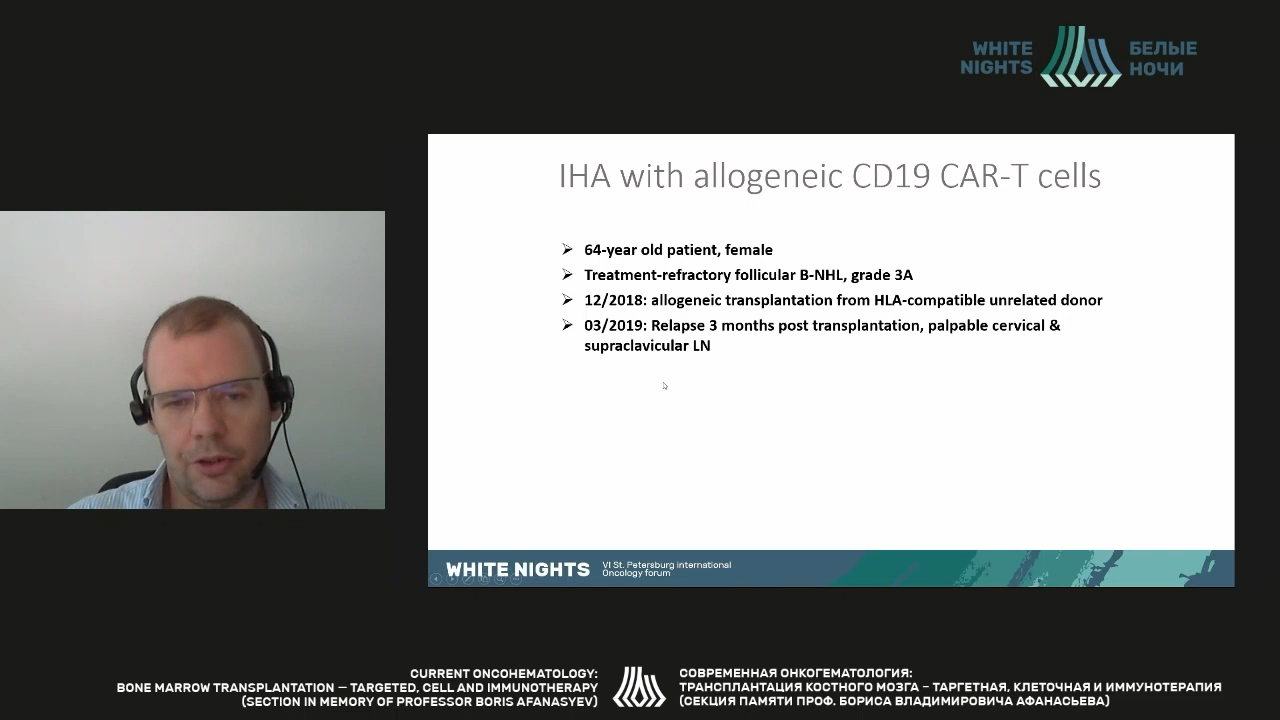 WHITE
NIGHTS
БЕЛЫЕ
НОЧИ
IHA with allogeneic CD19 CAR-T cells
64-year old patient, female
Treatment-refractory follicular B-NHL, grade 3A
12/2018: allogeneic transplantation from HLA-compatible unrelated donor
03/2019: Relapse 3 months post transplantation, palpable cervical &
supraclavicular LN
WHITE NIGHTS
VI St. Petersburg international
Oncology forum
CURRENT ONCOHEMATOLOGY:
BONE MARROW TRANSPLANTATION – TARGETED, CELL AND IMMUNOTHERAPY
(SECTION IN MEMORY OF PROFESSOR BORIS AFANASYEV)
СОВРЕМЕННАЯ ОНКОГЕМАТОЛОГИЯ:
ТРАНСПЛАНТАЦИЯ КОСТНОГО МОЗГА – ТАРГЕТНАЯ, КЛЕТОЧНАЯ И ИММУНОТЕРАПИЯ
(СЕКЦИЯ ПАМЯТИ ПРОФ. БОРИСА ВЛАДИМИРОВИЧА АФАНАСЬЕВА)